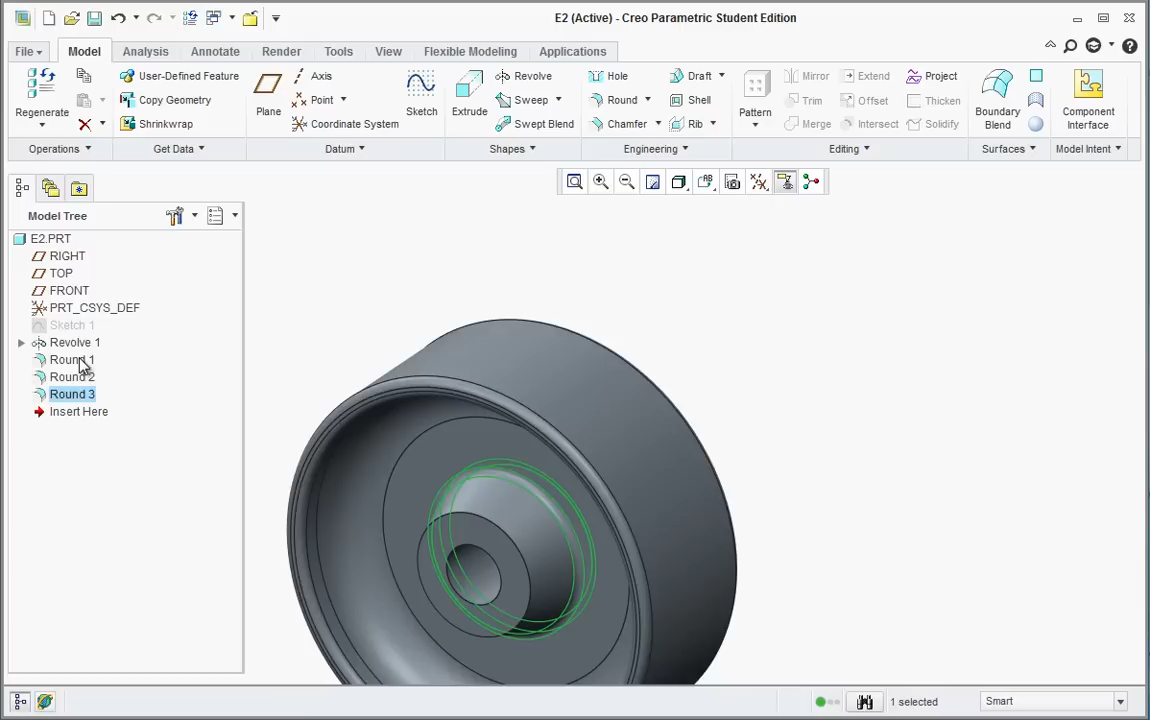 E2 (Active) - Creo Parametric Student Edition
File Model Analysis Annotate Render Tools View Flexible Modeling Applications
Regenerate
User-Defined Feature
Copy Geometry
Shrinkwrap
Plane
Axis
Point
Coordinate System
Sketch
Extrude
Revolve
Sweep
Swept Blend
Hole
Round
Chamfer
Draft
Shell
Rib
Pattern
Mirror
Trim
Merge
Extend
Offset
Intersect
Project
Thicken
Solidify
Boundary
Blend
Component
Interface
Operations Get Data Datum Shapes Engineering Editing Surfaces Model Intent
Model Tree
E2.PRT
RIGHT
TOP
FRONT
PRT_CSYS_DEF
Sketch 1
Revolve 1
Round 1
Round 2
Round 3
Insert Here
1 selected
Smart